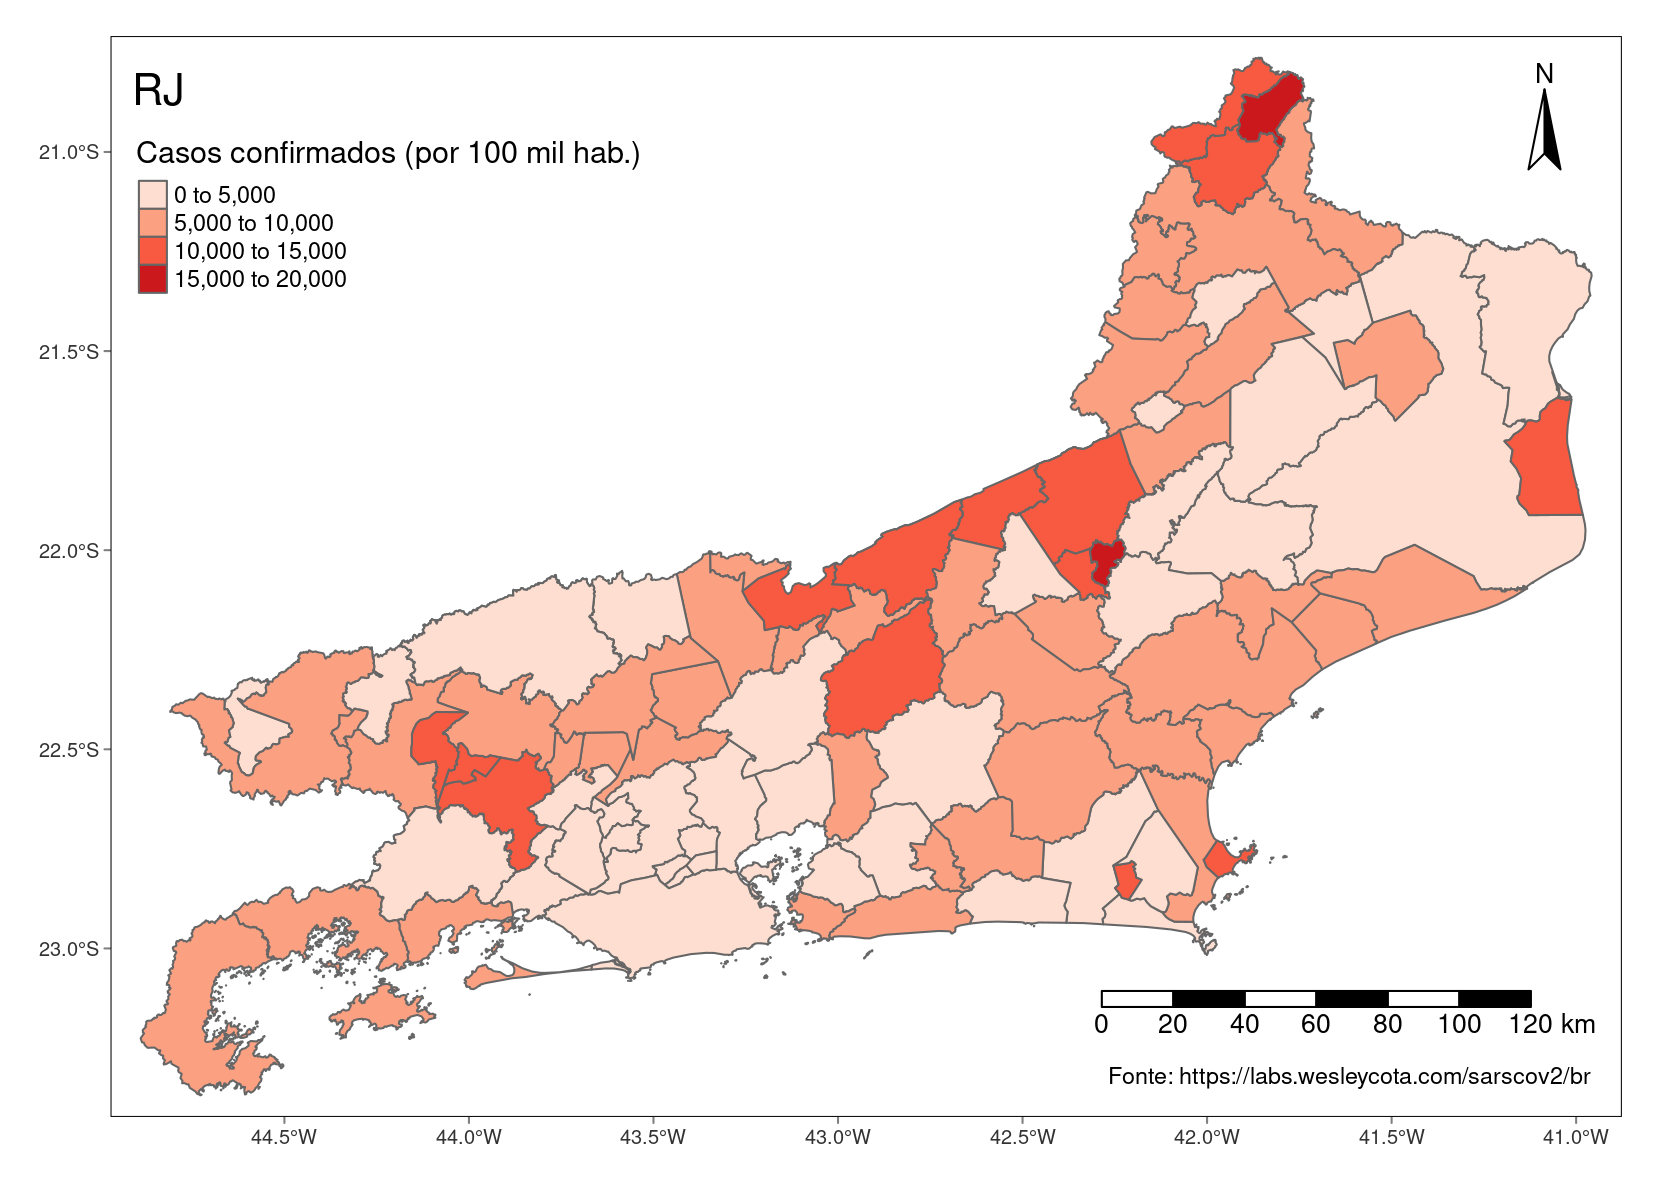 RJ
Casos confirmados (por 100 mil hab.)
0 to 5,000
5,000 to 10,000
10,000 to 15,000
15,000 to 20,000
N
21.0°S
21.5°S
22.0°S
22.5°S
23.0°S
0 20 40 60 80 100 120 km
Fonte: https://labs.wesleycota.com/sarscov2/br
44.5°W 44.0°W 43.5°W 43.0°W 42.5°W 42.0°W 41.5°W 41.0°W